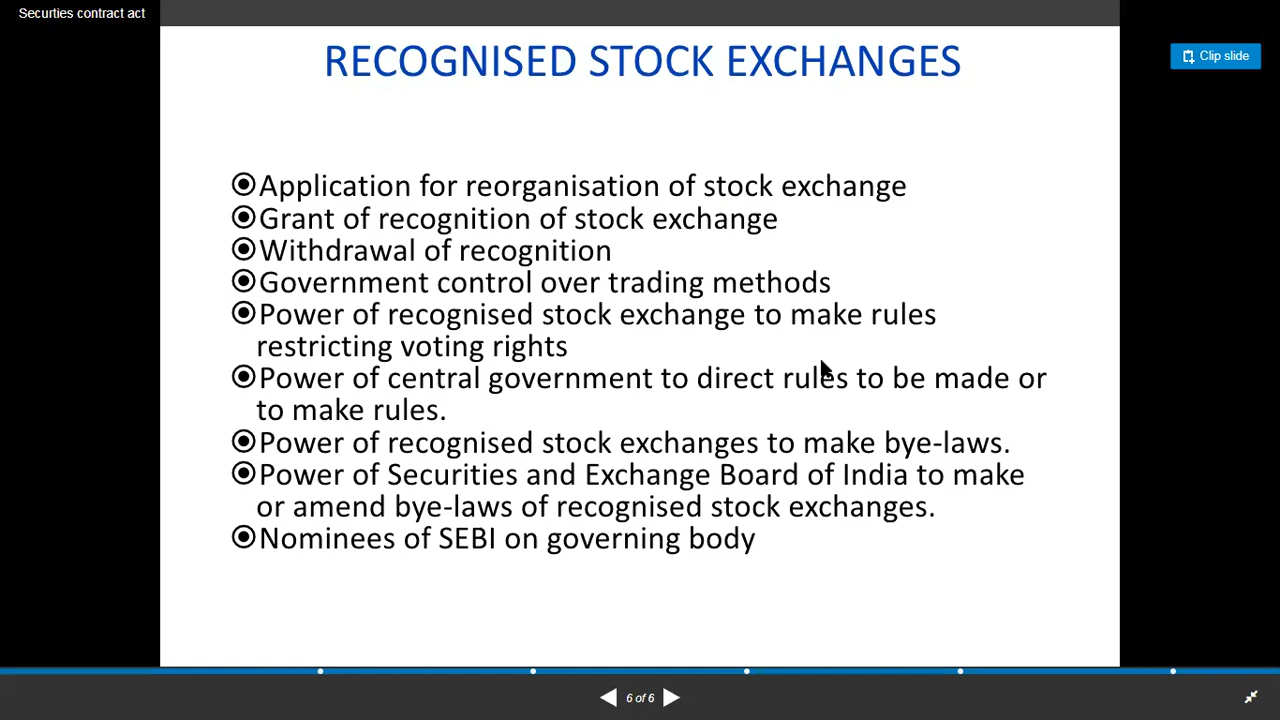 Securties contract act
Clip slide
RECOGNISED STOCK EXCHANGES
Application for reorganisation of stock exchange
Grant of recognition of stock exchange
Withdrawal of recognition
Government control over trading methods
Power of recognised stock exchange to make rules
restricting voting rights
Power of central government to direct rules to be made or
to make rules.
Power of recognised stock exchanges to make bye-laws.
Power of Securities and Exchange Board of India to make
or amend bye-laws of recognised stock exchanges.
Nominees of SEBI on governing body
6 of 6